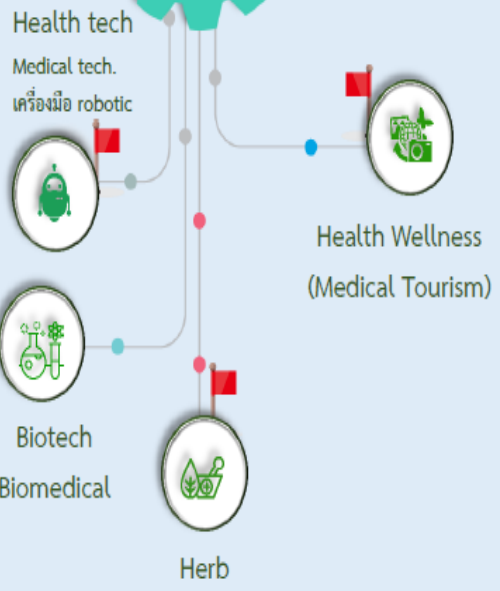 Health tech
Medical tech.
เครื่องมือ robotic
Health Wellness
(Medical Tourism)
Biotech
Biomedical
Herb